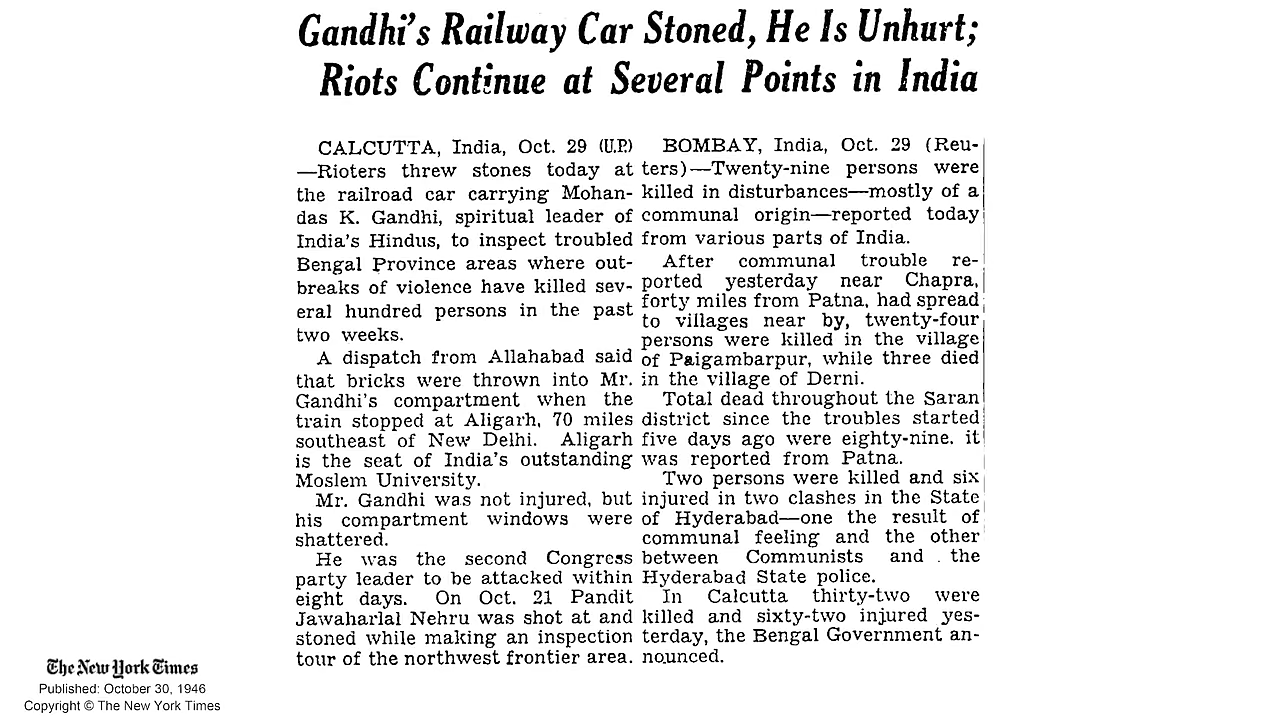 Gandhi's Railway Car Stoned, He Is Unhurt;
Riots Continue at Several Points in India
CALCUTTA, India, Oct. 29 (U.P.)
—Rioters threw stones today at
the railroad car carrying Mohan-
das K. Gandhi, spiritual leader of
India's Hindus, to inspect troubled
Bengal Province areas where out-
breaks of violence have killed sev-
eral hundred persons in the past
two weeks.
A dispatch from Allahabad said
that bricks were thrown into Mr.
Gandhi's compartment when the
train stopped at Aligarh, 70 miles
southeast of New Delhi. Aligarh
is the seat of India's outstanding
Moslem University.
Mr. Gandhi was not injured, but
his compartment windows were
shattered.
He was the second Congress
party leader to be attacked within
eight days. On Oct. 21 Pandit
Jawaharlal Nehru was shot at and
stoned while making an inspection
tour of the northwest frontier area.
BOMBAY, India, Oct. 29 (Reu-
ters)—Twenty-nine persons were
killed in disturbances—mostly of a
communal origin—reported today
from various parts of India.
After communal trouble re-
ported yesterday near Chapra,
forty miles from Patna, had spread
to villages near by, twenty-four
persons were killed in the village
of Paigambarpur, while three died
in the village of Derni.
Total dead throughout the Saran
district since the troubles started
five days ago were eighty-nine. it
was reported from Patna.
Two persons were killed and six
injured in two clashes in the State
of Hyderabad—one the result of
communal feeling and the other
between Communists and . the
Hyderabad State police.
In Calcutta thirty-two were
killed and sixty-two injured yes-
terday, the Bengal Government an-
nounced.
The New York Times
Published: October 30, 1946
Copyright © The New York Times